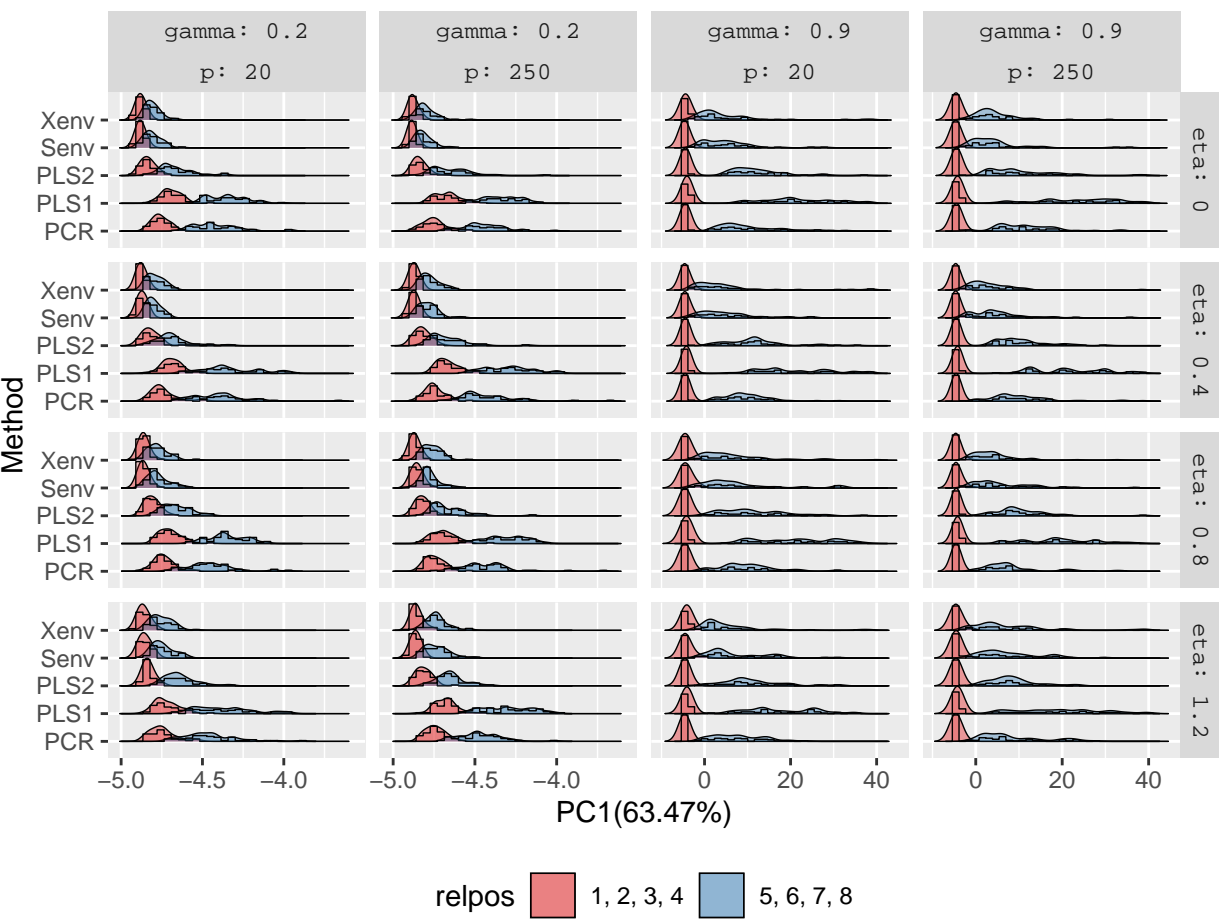 gamma: 0.2 gamma: 0.2 gamma: 0.9 gamma: 0.9
p: 20 p: 250 p: 20 p: 250
Method
Xenv
Senv
PLS2
PLS1
PCR
eta: 0
Xenv
Senv
PLS2
PLS1
PCR
eta: 0.4
Xenv
Senv
PLS2
PLS1
PCR
eta: 0.8
Xenv
Senv
PLS2
PLS1
PCR
eta: 1.2
−5.0 −4.5 −4.0 −5.0 −4.5 −4.0 0 20 40 0 20 40
PC1(63.47%)
relpos 1, 2, 3, 4 5, 6, 7, 8